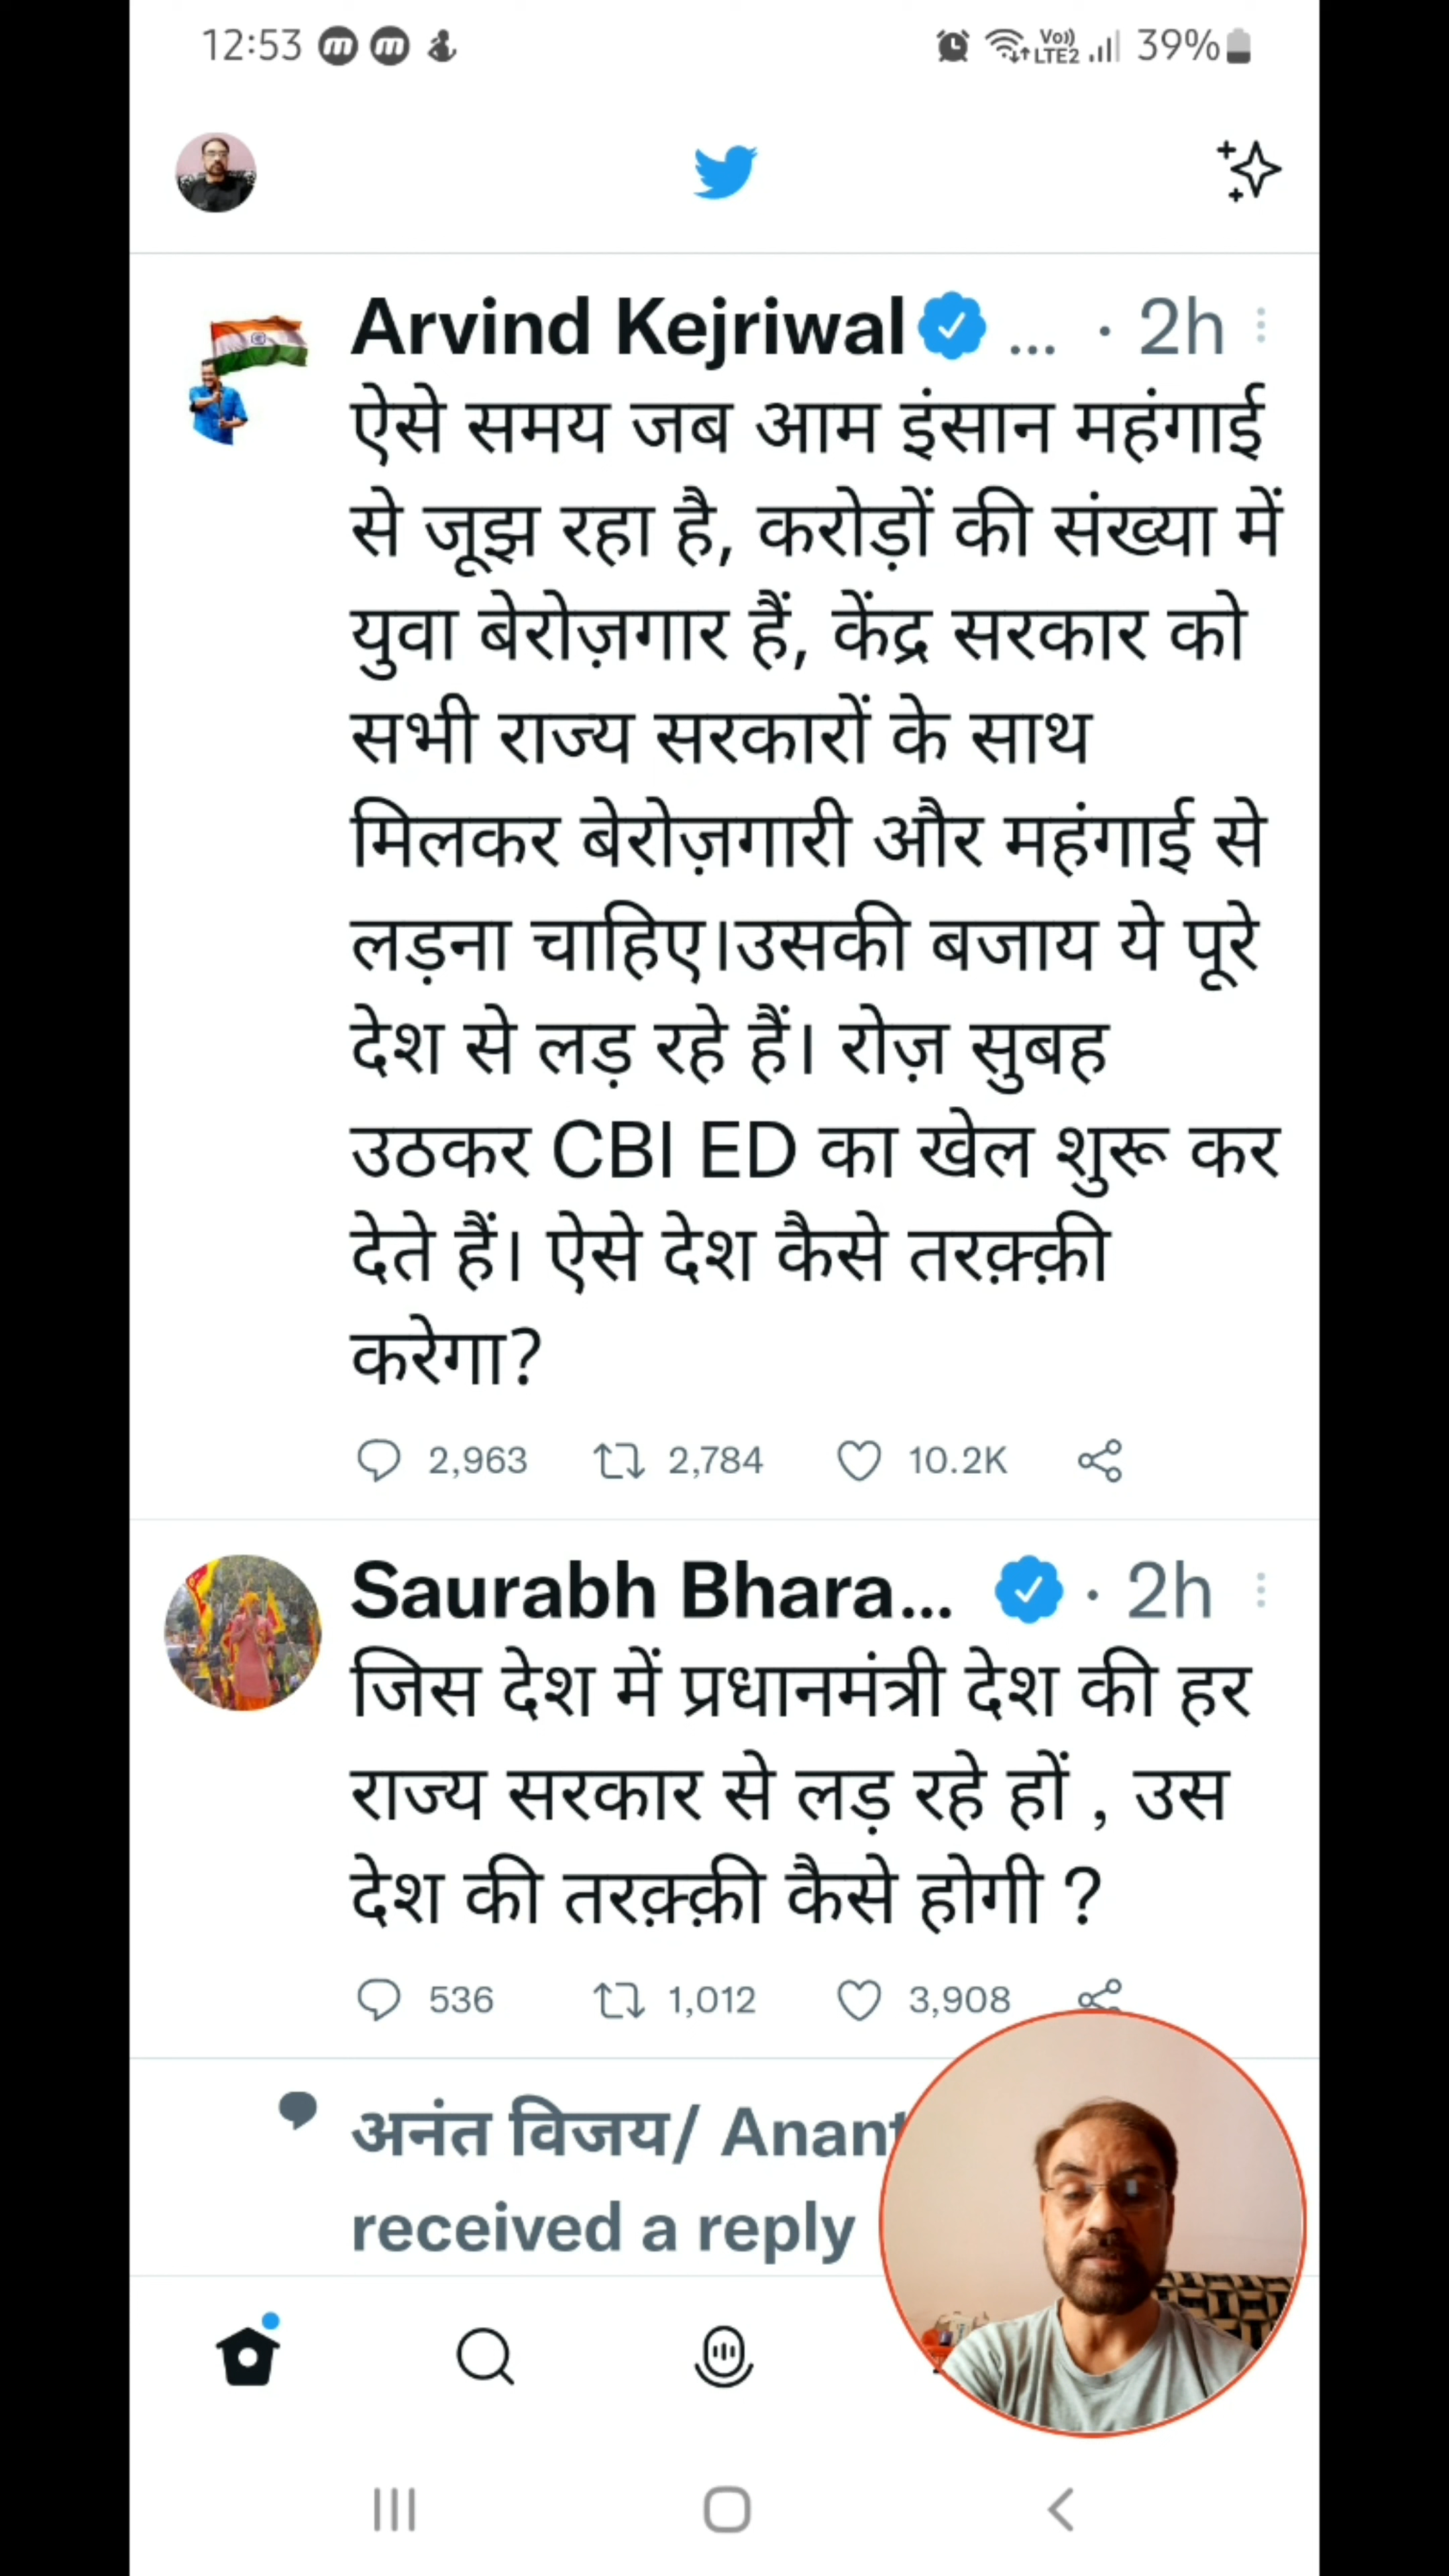 12:53
Vo))
LTE2
39%
Arvind Kejriwal ... · 2h
ऐसे समय जब आम इंसान महंगाई
से जूझ रहा है, करोड़ों की संख्या में
युवा बेरोज़गार हैं, केंद्र सरकार को
सभी राज्य सरकारों के साथ
मिलकर बेरोज़गारी और महंगाई से
लड़ना चाहिए।उसकी बजाय ये पूरे
देश से लड़ रहे हैं। रोज़ सुबह
उठकर CBI ED का खेल शुरू कर
देते हैं। ऐसे देश कैसे तरक़्क़ी
करेगा?
2,963 2,784 10.2K
Saurabh Bhara... · 2h
जिस देश में प्रधानमंत्री देश की हर
राज्य सरकार से लड़ रहे हों , उस
देश की तरक़्क़ी कैसे होगी ?
536 1,012 3,908
अनंत विजय/ Anant
received a reply